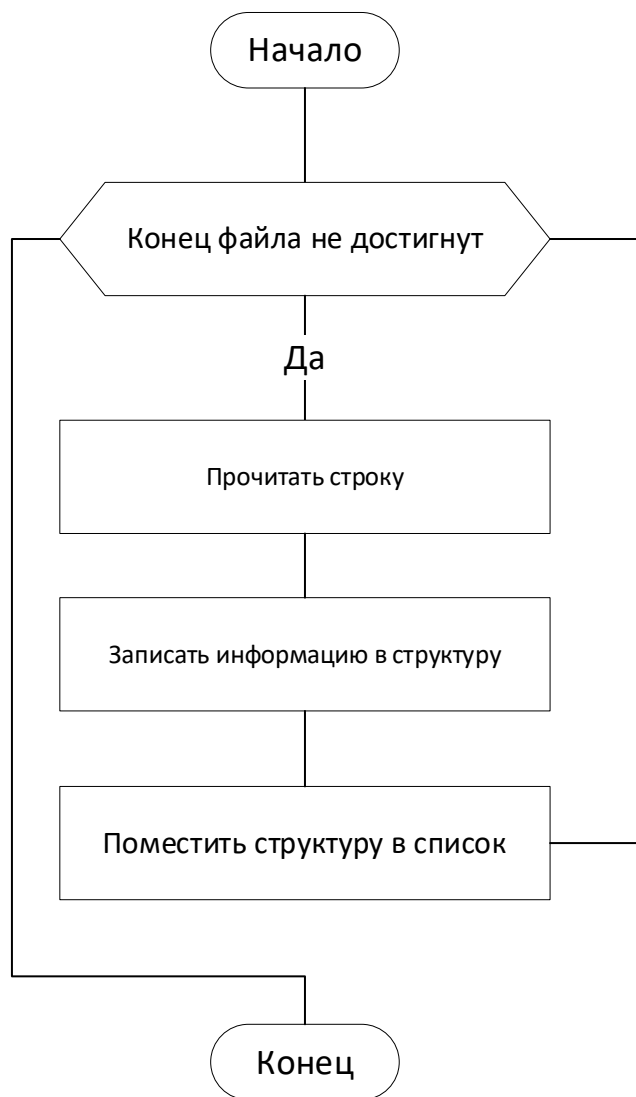 Начало
Конец файла не достигнут
Да
Прочитать строку
Записать информацию в структуру
Поместить структуру в список
Конец